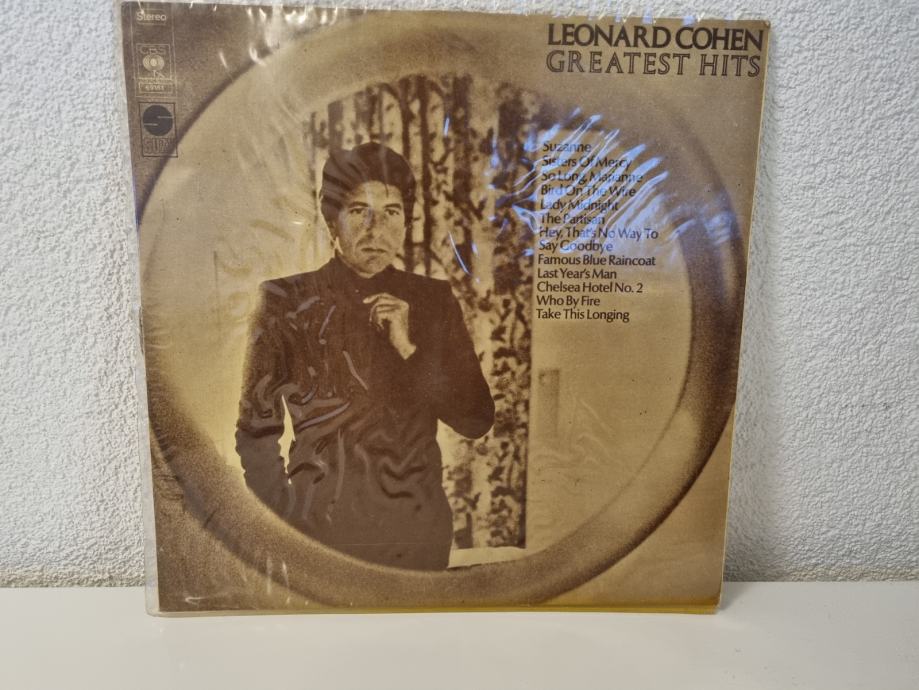 Stereo
CBS
LEONARD COHEN
GREATEST HITS
Suzanne
Sisters Of Mercy
So Long, Marianne
Bird On The Wire
Lady Midnight
The Partisan
Hey, That's No Way To
Say Goodbye
Famous Blue Raincoat
Last Year's Man
Chelsea Hotel No. 2
Who By Fire
Take This Longing